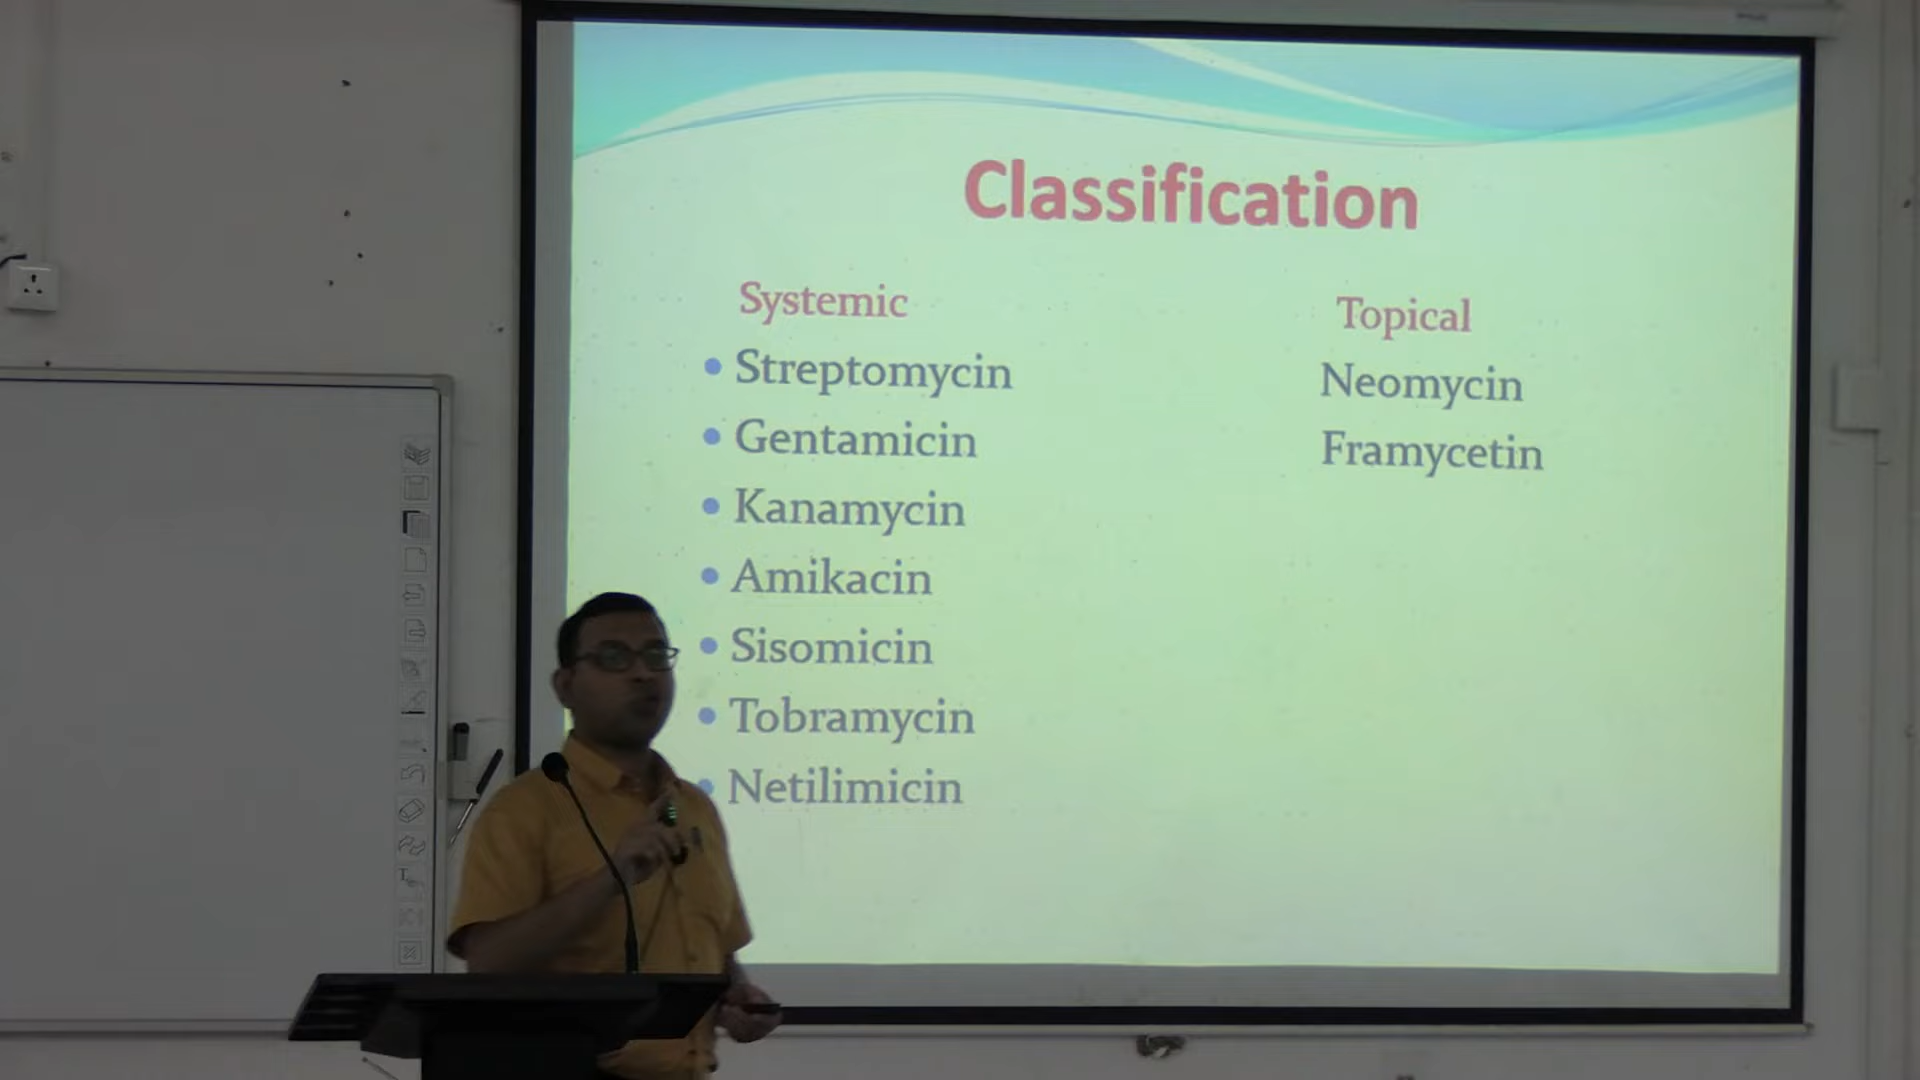 Classification
Systemic
• Streptomycin
• Gentamicin
• Kanamycin
• Amikacin
• Sisomicin
• Tobramycin
• Netilimicin
Topical
Neomycin
Framycetin